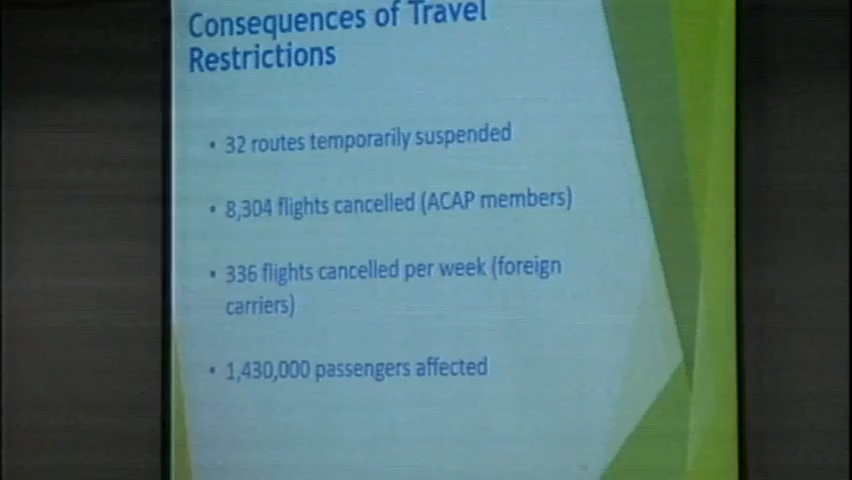 Consequences of Travel
Restrictions
• 32 routes temporarily suspended
• 8,304 flights cancelled (ACAP members)
• 336 flights cancelled per week (foreign
carriers)
• 1,430,000 passengers affected